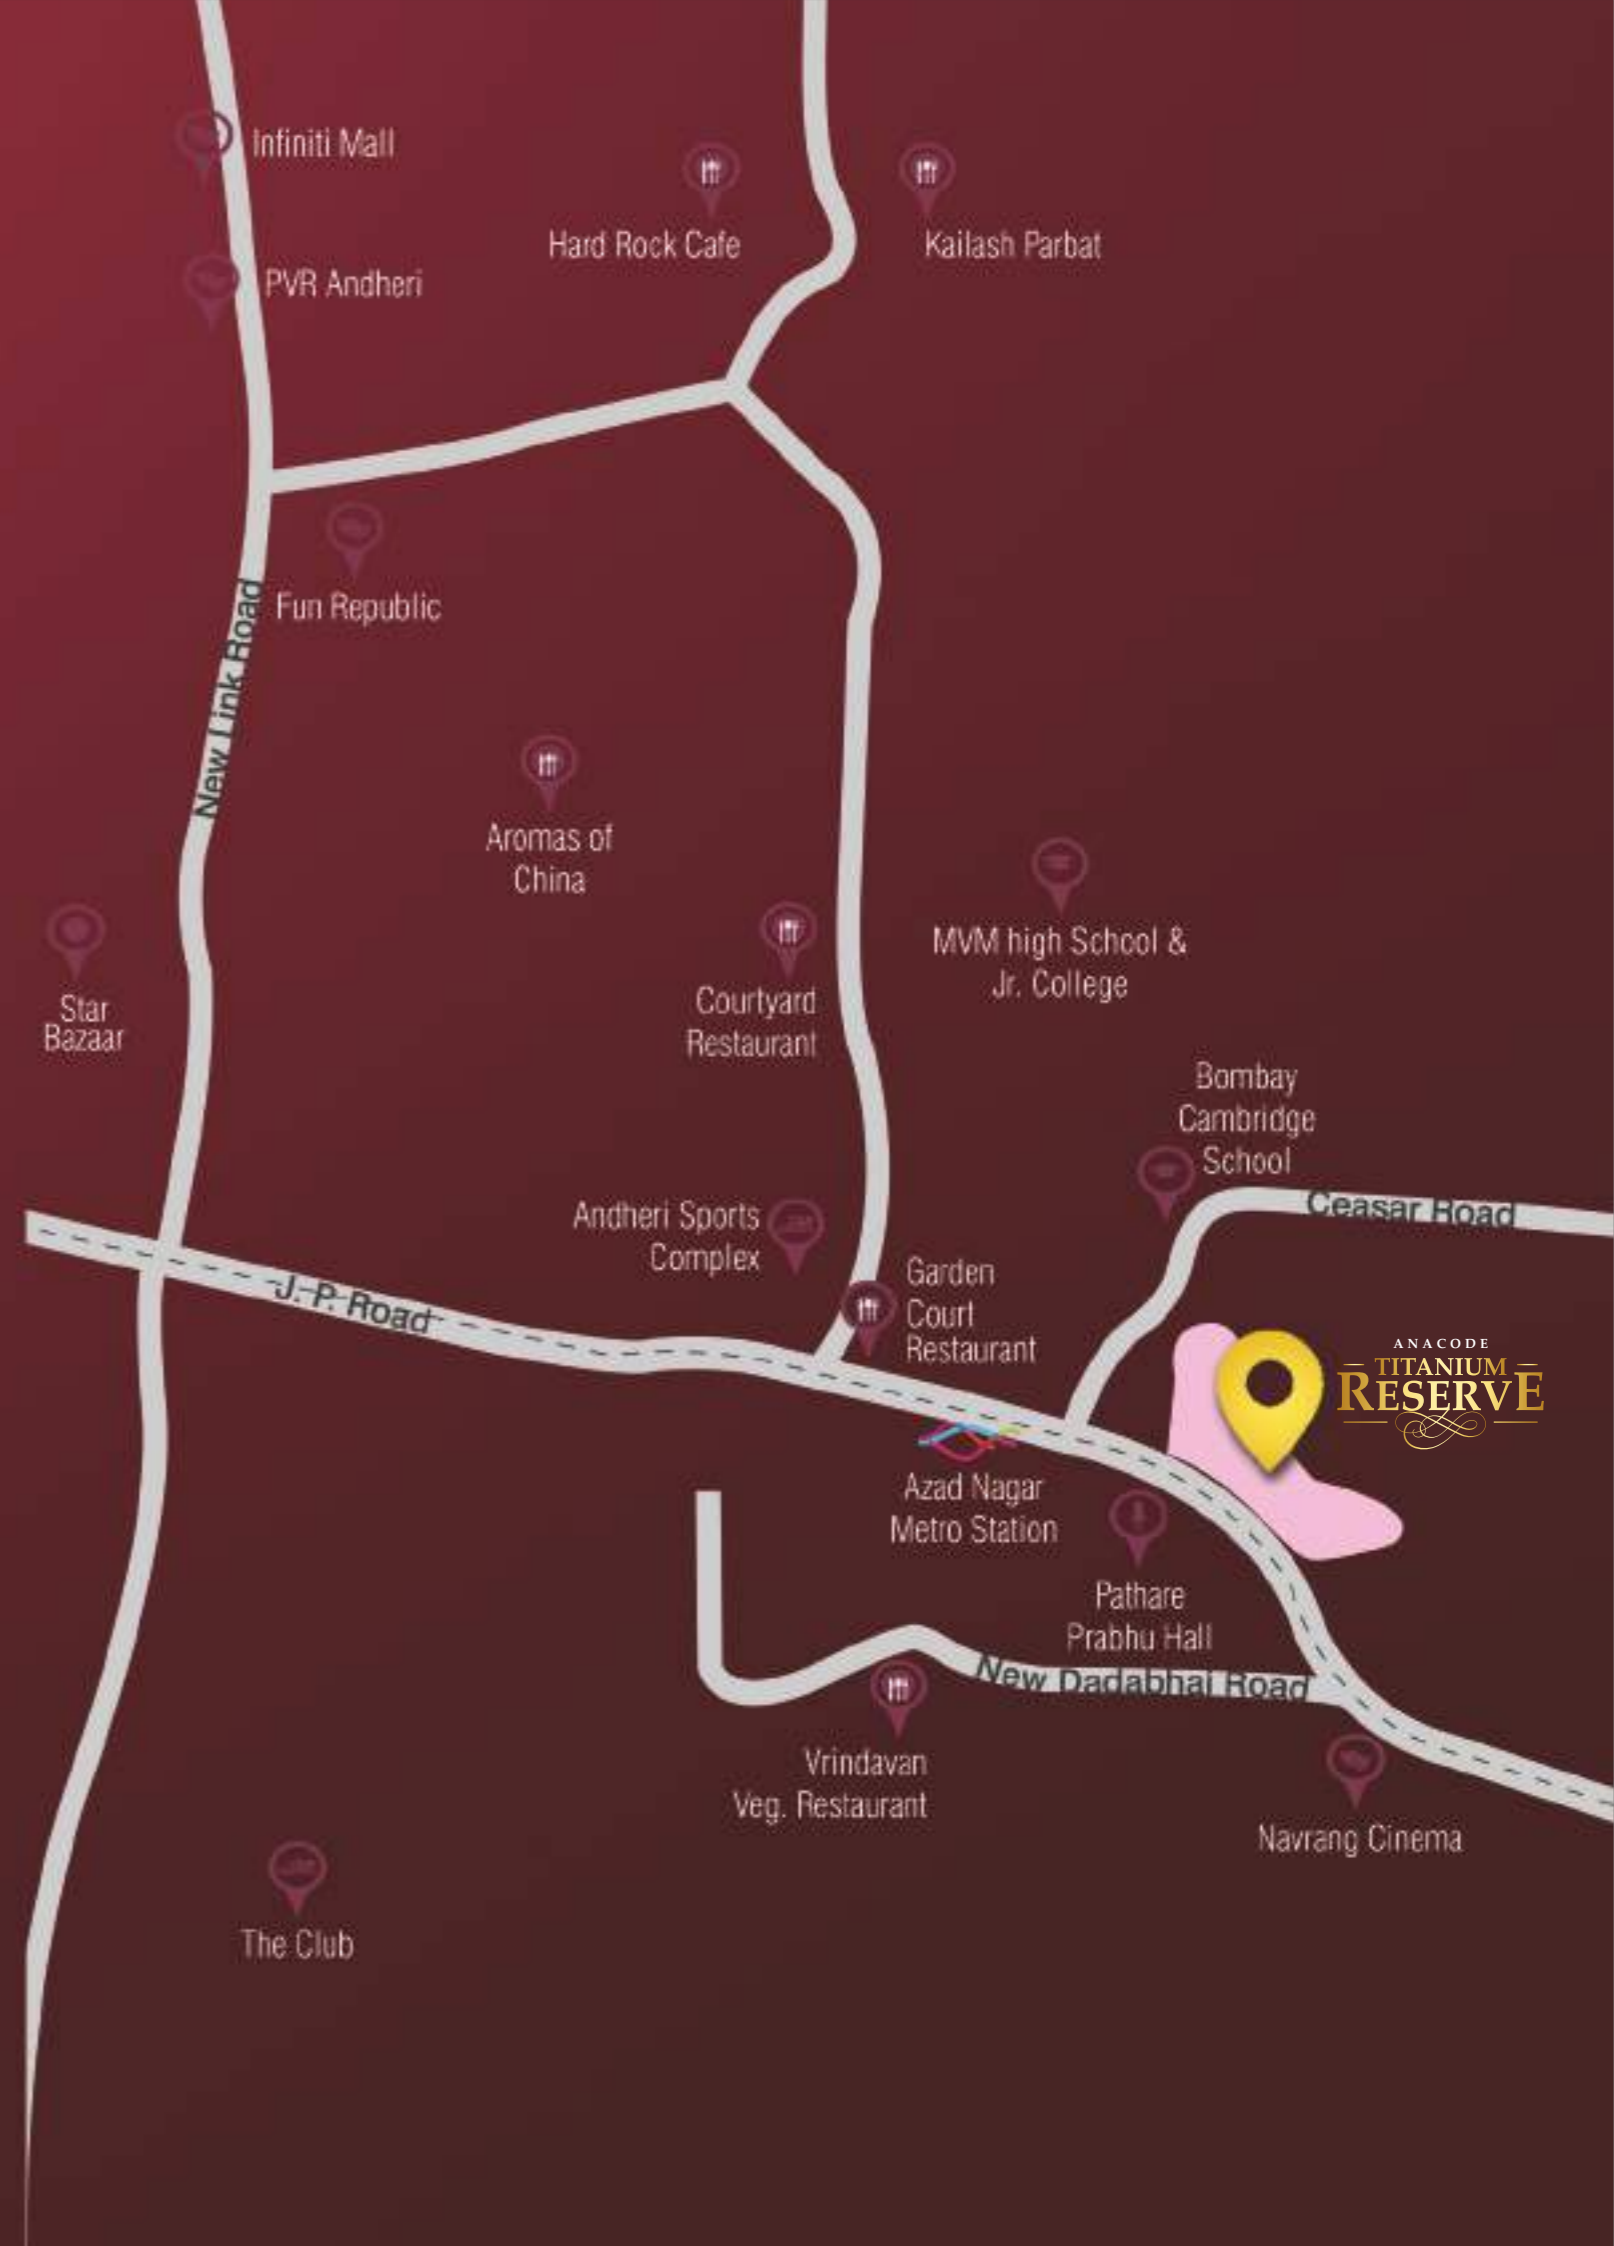 Infiniti Mall
Hard Rock Cafe
Kailash Parbat
PVR Andheri
Fun Republic
New Link Road
Aromas of
China
MVM high School &
Jr. College
Courtyard
Restaurant
Star
Bazaar
Bombay
Cambridge
School
Ceasar Road
Andheri Sports
Complex
Garden
Court
Restaurant
J. P. Road
ANACODE
TITANIUM
RESERVE
Azad Nagar
Metro Station
Pathare
Prabhu Hall
New Dadabhai Road
Vrindavan
Veg. Restaurant
Navrang Cinema
The Club